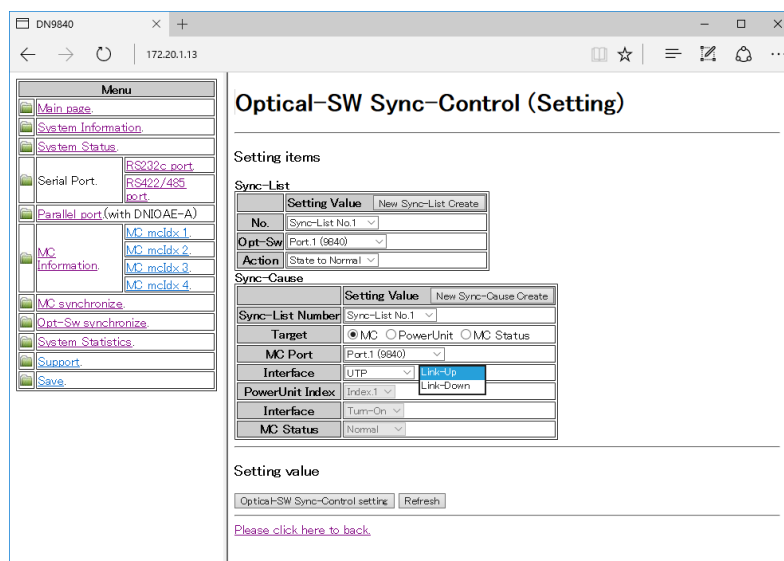 DN9840
172.20.1.13
Menu
Main page.
System Information.
System Status.
Serial Port.
RS232c port.
RS422/485
port.
Parallel port.(with DNIOAE-A)
MC
Information.
MC mcIdx 1.
MC mcIdx 2.
MC mcIdx 3.
MC mcIdx 4.
MC synchronize.
Opt-Sw synchronize.
System Statistics.
Support.
Save.
Optical-SW Sync-Control (Setting)
Setting items
Sync-List
Setting Value New Sync-List Create
No. Sync-List No.1
Opt-Sw Port.1 (9840)
Action State to Normal
Sync-Cause
Setting Value New Sync-Cause Create
Sync-List Number Sync-List No.1
Target MC PowerUnit MC Status
MC Port Port.1 (9840)
Interface UTP Link-Up
Link-Down
PowerUnit Index Index.1
Interface Turn-On
MC Status Normal
Setting value
Optical-SW Sync-Control setting Refresh
Please click here to back.